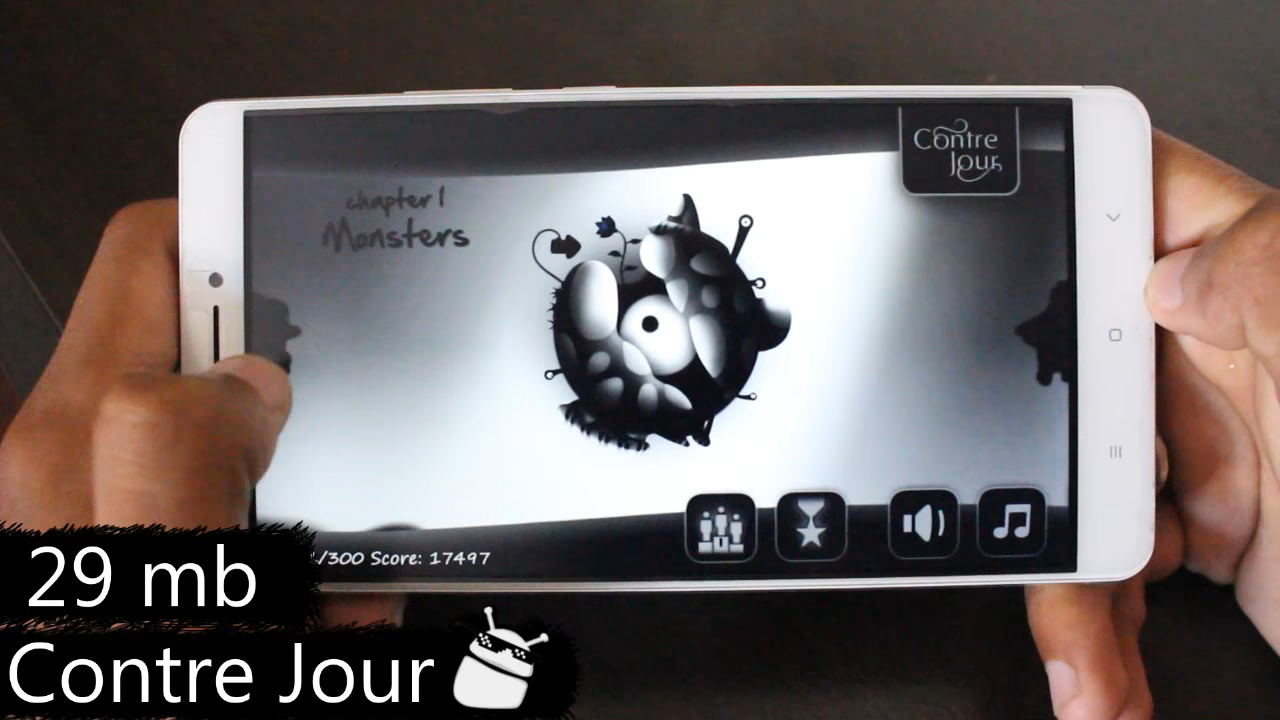 Contre
Jour
chapter 1
Monsters
/300 Score: 17497
29 mb
Contre Jour